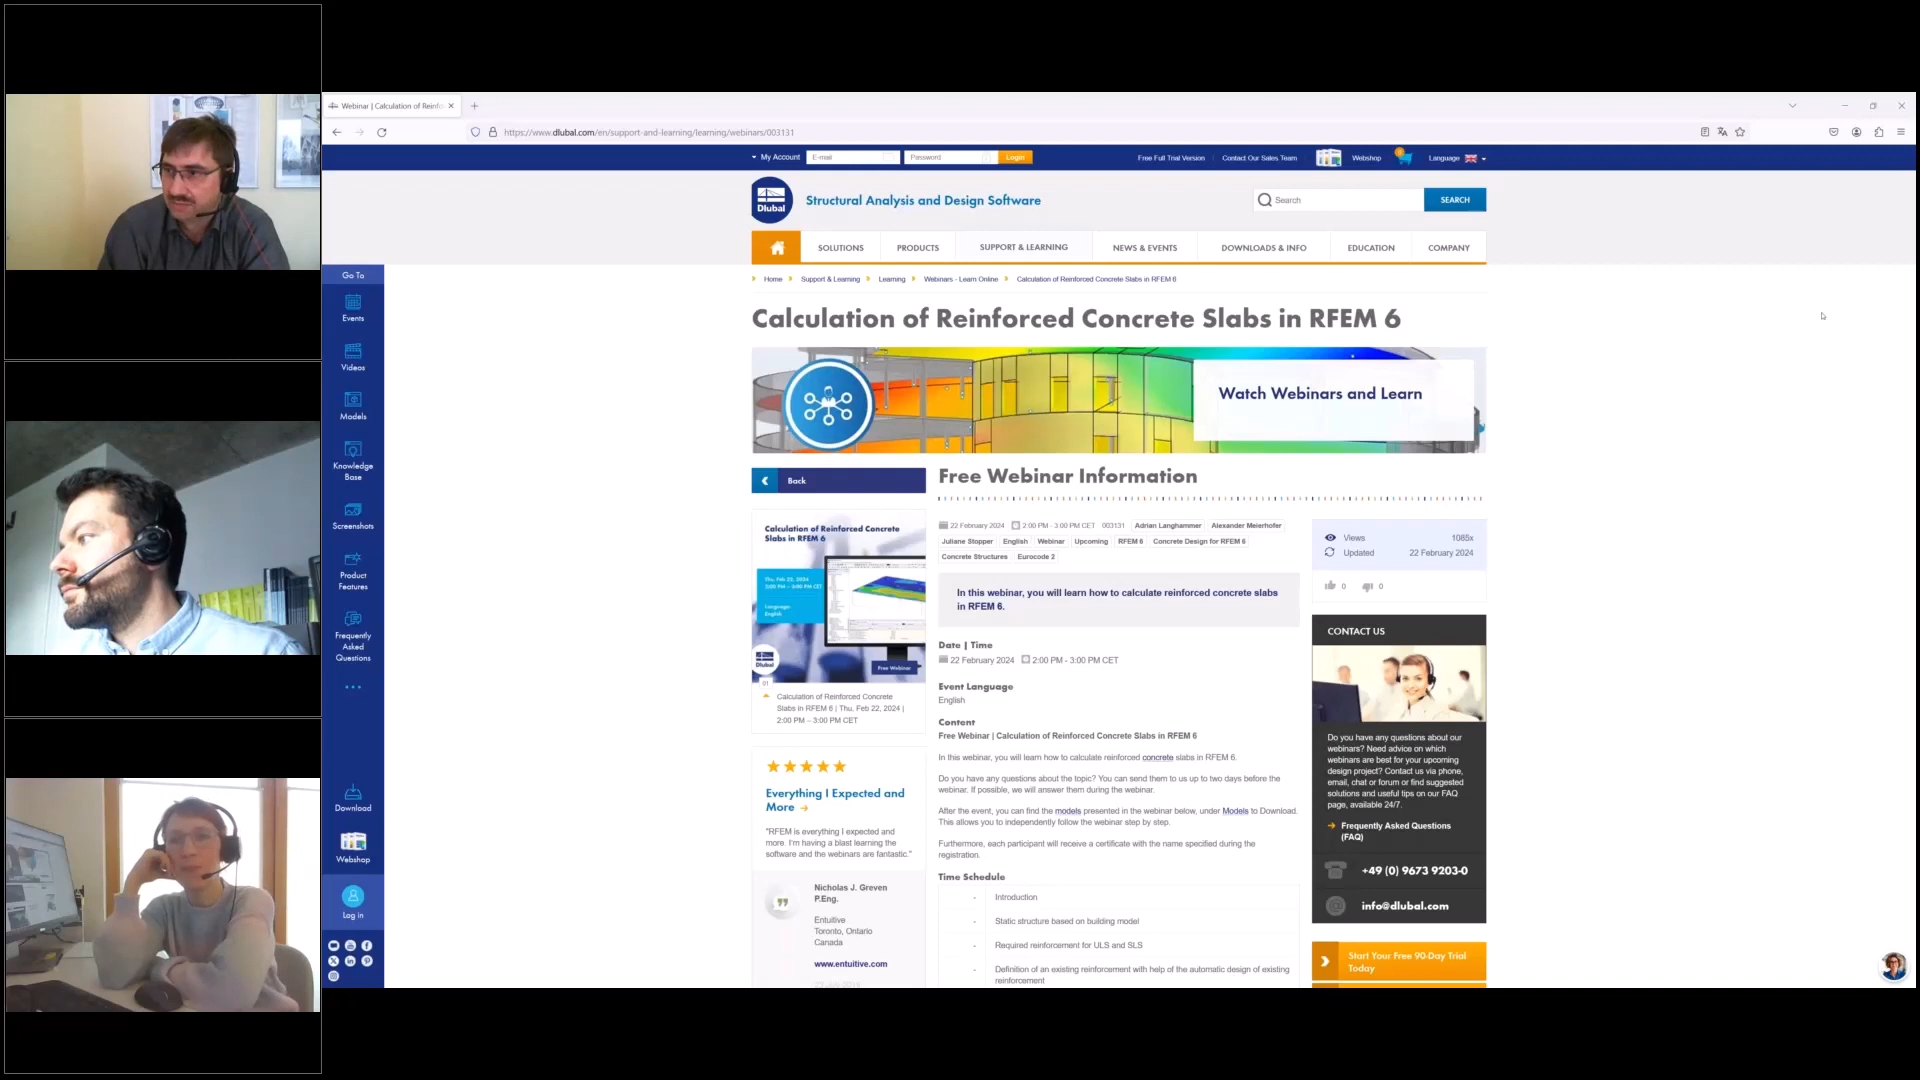 Webinar | Calculation of Reinfo
https://www.dlubal.com/en/support-and-learning/learning/webinars/003131
My Account
E-mail
Password
Login
Free Full Trial Version
Contact Our Sales Team
Webshop
Language
Dlubal
Structural Analysis and Design Software
Search
SEARCH
SOLUTIONS
PRODUCTS
SUPPORT & LEARNING
NEWS & EVENTS
DOWNLOADS & INFO
EDUCATION
COMPANY
Go To
Events
Videos
Models
Knowledge
Base
Screenshots
Product
Features
Frequently
Asked
Questions
Download
Webshop
Log in
Home
Support & Learning
Learning
Webinars - Learn Online
Calculation of Reinforced Concrete Slabs in RFEM 6
Calculation of Reinforced Concrete Slabs in RFEM 6
Watch Webinars and Learn
Back
Calculation of Reinforced Concrete
Slabs in RFEM 6
Thu, Feb 22, 2024
2:00 PM - 3:00 PM CET
Language:
English
Dlubal
Free Webinar
01
Calculation of Reinforced Concrete
Slabs in RFEM 6 | Thu, Feb 22, 2024 |
2:00 PM – 3:00 PM CET
Everything I Expected and
More
"RFEM is everything I expected and
more. I'm having a blast learning the
software and the webinars are fantastic."
Nicholas J. Greven
P.Eng.
Entuitive
Toronto, Ontario
Canada
www.entuitive.com
Free Webinar Information
22 February 2024 2:00 PM - 3:00 PM CET 003131 Adrian Langhammer Alexander Meierhofer
Juliane Stopper English Webinar Upcoming RFEM 6 Concrete Design for RFEM 6
Concrete Structures Eurocode 2
In this webinar, you will learn how to calculate reinforced concrete slabs
in RFEM 6.
Date | Time
22 February 2024 2:00 PM - 3:00 PM CET
Event Language
English
Content
Free Webinar | Calculation of Reinforced Concrete Slabs in RFEM 6
In this webinar, you will learn how to calculate reinforced concrete slabs in RFEM 6.
Do you have any questions about the topic? You can send them to us up to two days before the
webinar. If possible, we will answer them during the webinar.
After the event, you can find the models presented in the webinar below, under Models to Download.
This allows you to independently follow the webinar step by step.
Furthermore, each participant will receive a certificate with the name specified during the
registration.
Time Schedule
- Introduction
- Static structure based on building model
- Required reinforcement for ULS and SLS
- Definition of an existing reinforcement with help of the automatic design of existing
reinforcement
Views 1085x
Updated 22 February 2024
0 0
CONTACT US
Do you have any questions about our
webinars? Need advice on which
webinars are best for your upcoming
design project? Contact us via phone,
email, chat or forum or find suggested
solutions and useful tips on our FAQ
page, available 24/7.
Frequently Asked Questions
(FAQ)
+49 (0) 9673 9203-0
info@dlubal.com
Start Your Free 90-Day Trial
Today